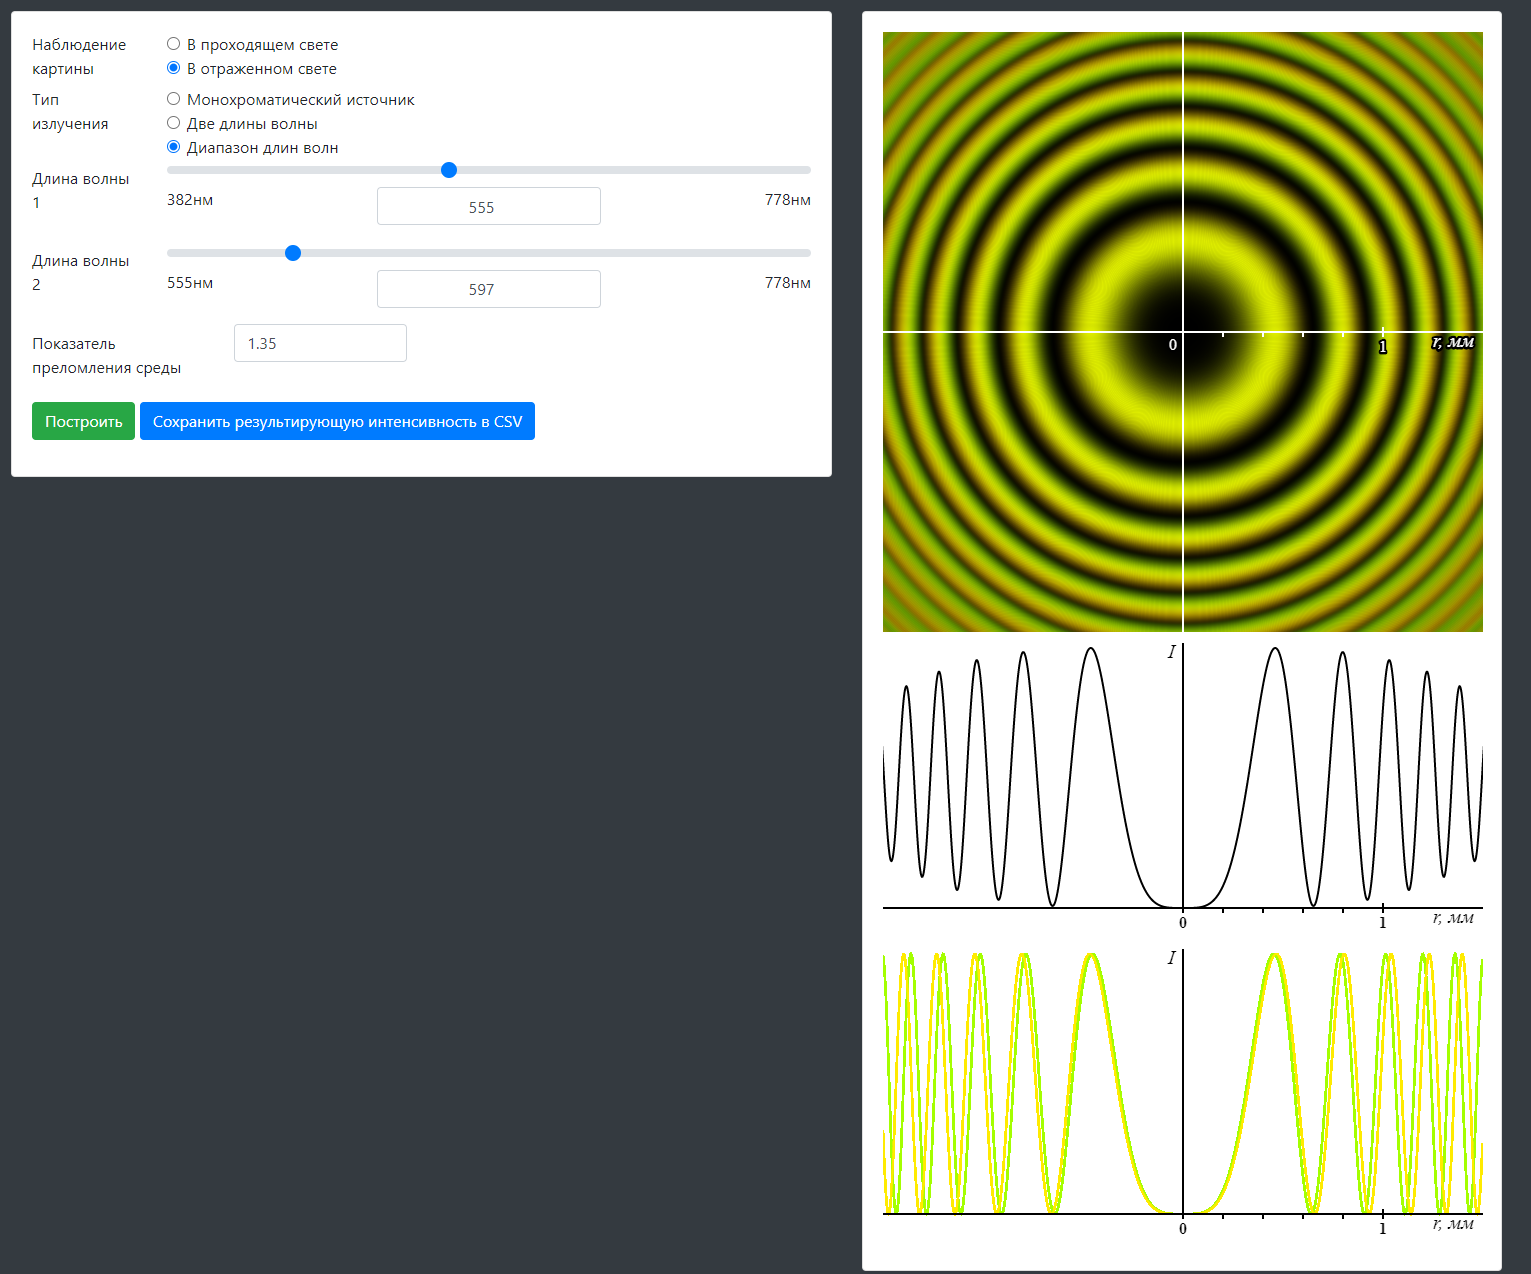 Наблюдение
картины
В проходящем свете
В отраженном свете
Тип
излучения
Монохроматический источник
Две длины волны
Диапазон длин волн
Длина волны
1
382нм
555
778нм
Длина волны
2
555нм
597
778нм
Показатель
преломления среды
1.35
Построить
Сохранить результирующую интенсивность в CSV
0
1
r, мм
I
0
1
r, мм
I
0
1
r, мм